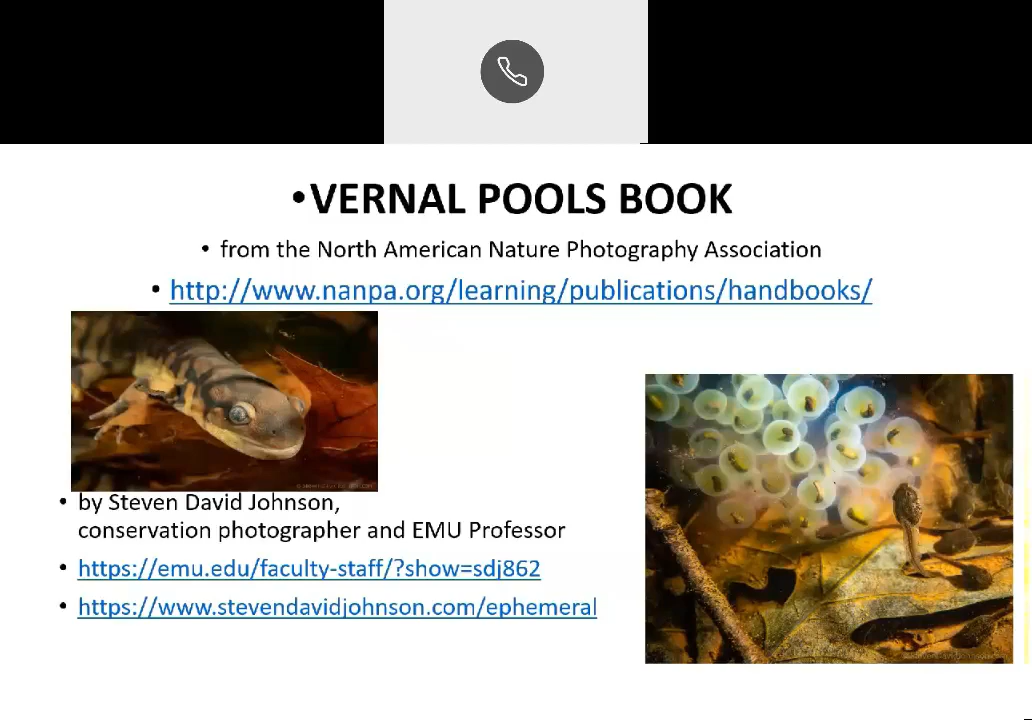 •VERNAL POOLS BOOK
• from the North American Nature Photography Association
• http://www.nanpa.org/learning/publications/handbooks/
• by Steven David Johnson,
conservation photographer and EMU Professor
• https://emu.edu/faculty-staff/?show=sdj862
• https://www.stevendavidjohnson.com/ephemeral